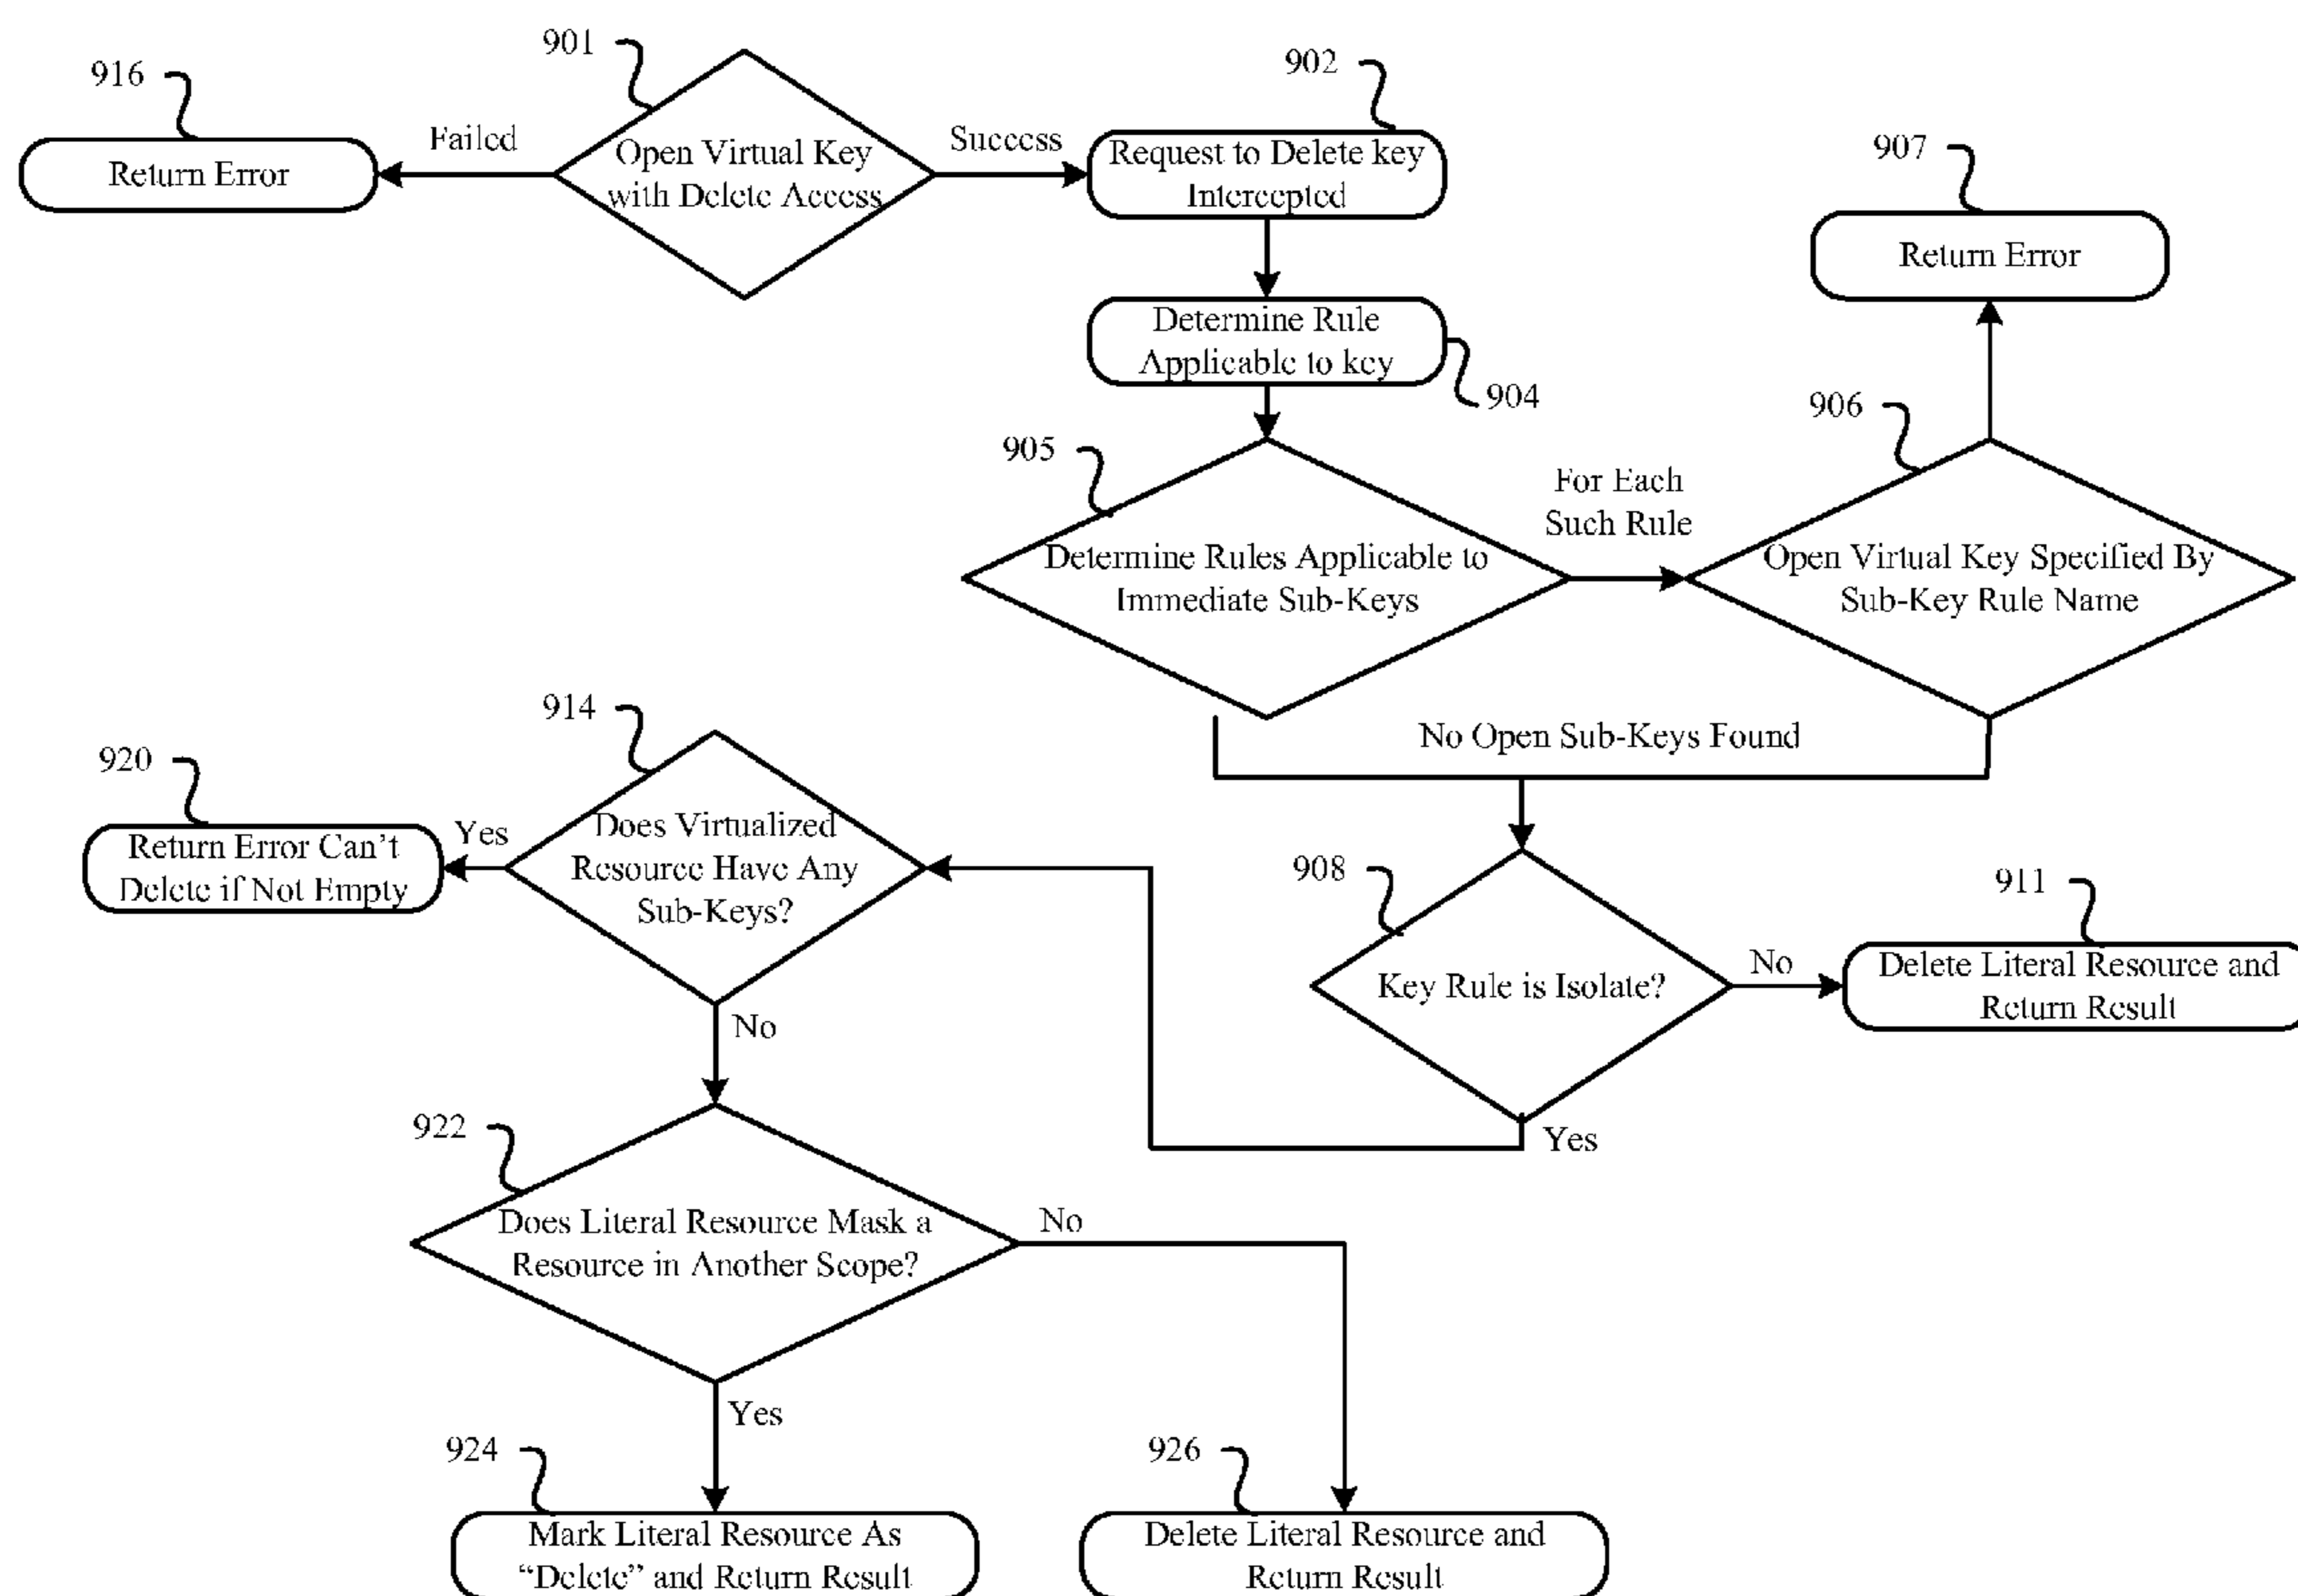 901
916
902
Failed
Success
Return Error
Open Virtual Key
with Delete Access
Request to Delete key
Intercepted
907
Return Error
Determine Rule
Applicable to key
904
906
905
For Each
Such Rule
Determine Rules Applicable to
Immediate Sub-Keys
Open Virtual Key Specified By
Sub-Key Rule Name
914
No Open Sub-Keys Found
920
Yes
Return Error Can't
Delete if Not Empty
Does Virtualized
Resource Have Any
Sub-Keys?
908
911
Key Rule is Isolate?
No
Delete Literal Resource and
Return Result
No
Yes
922
Does Literal Resource Mask a
Resource in Another Scope?
No
Yes
924
926
Mark Literal Resource As
“Delete” and Return Result
Delete Literal Resource and
Return Result